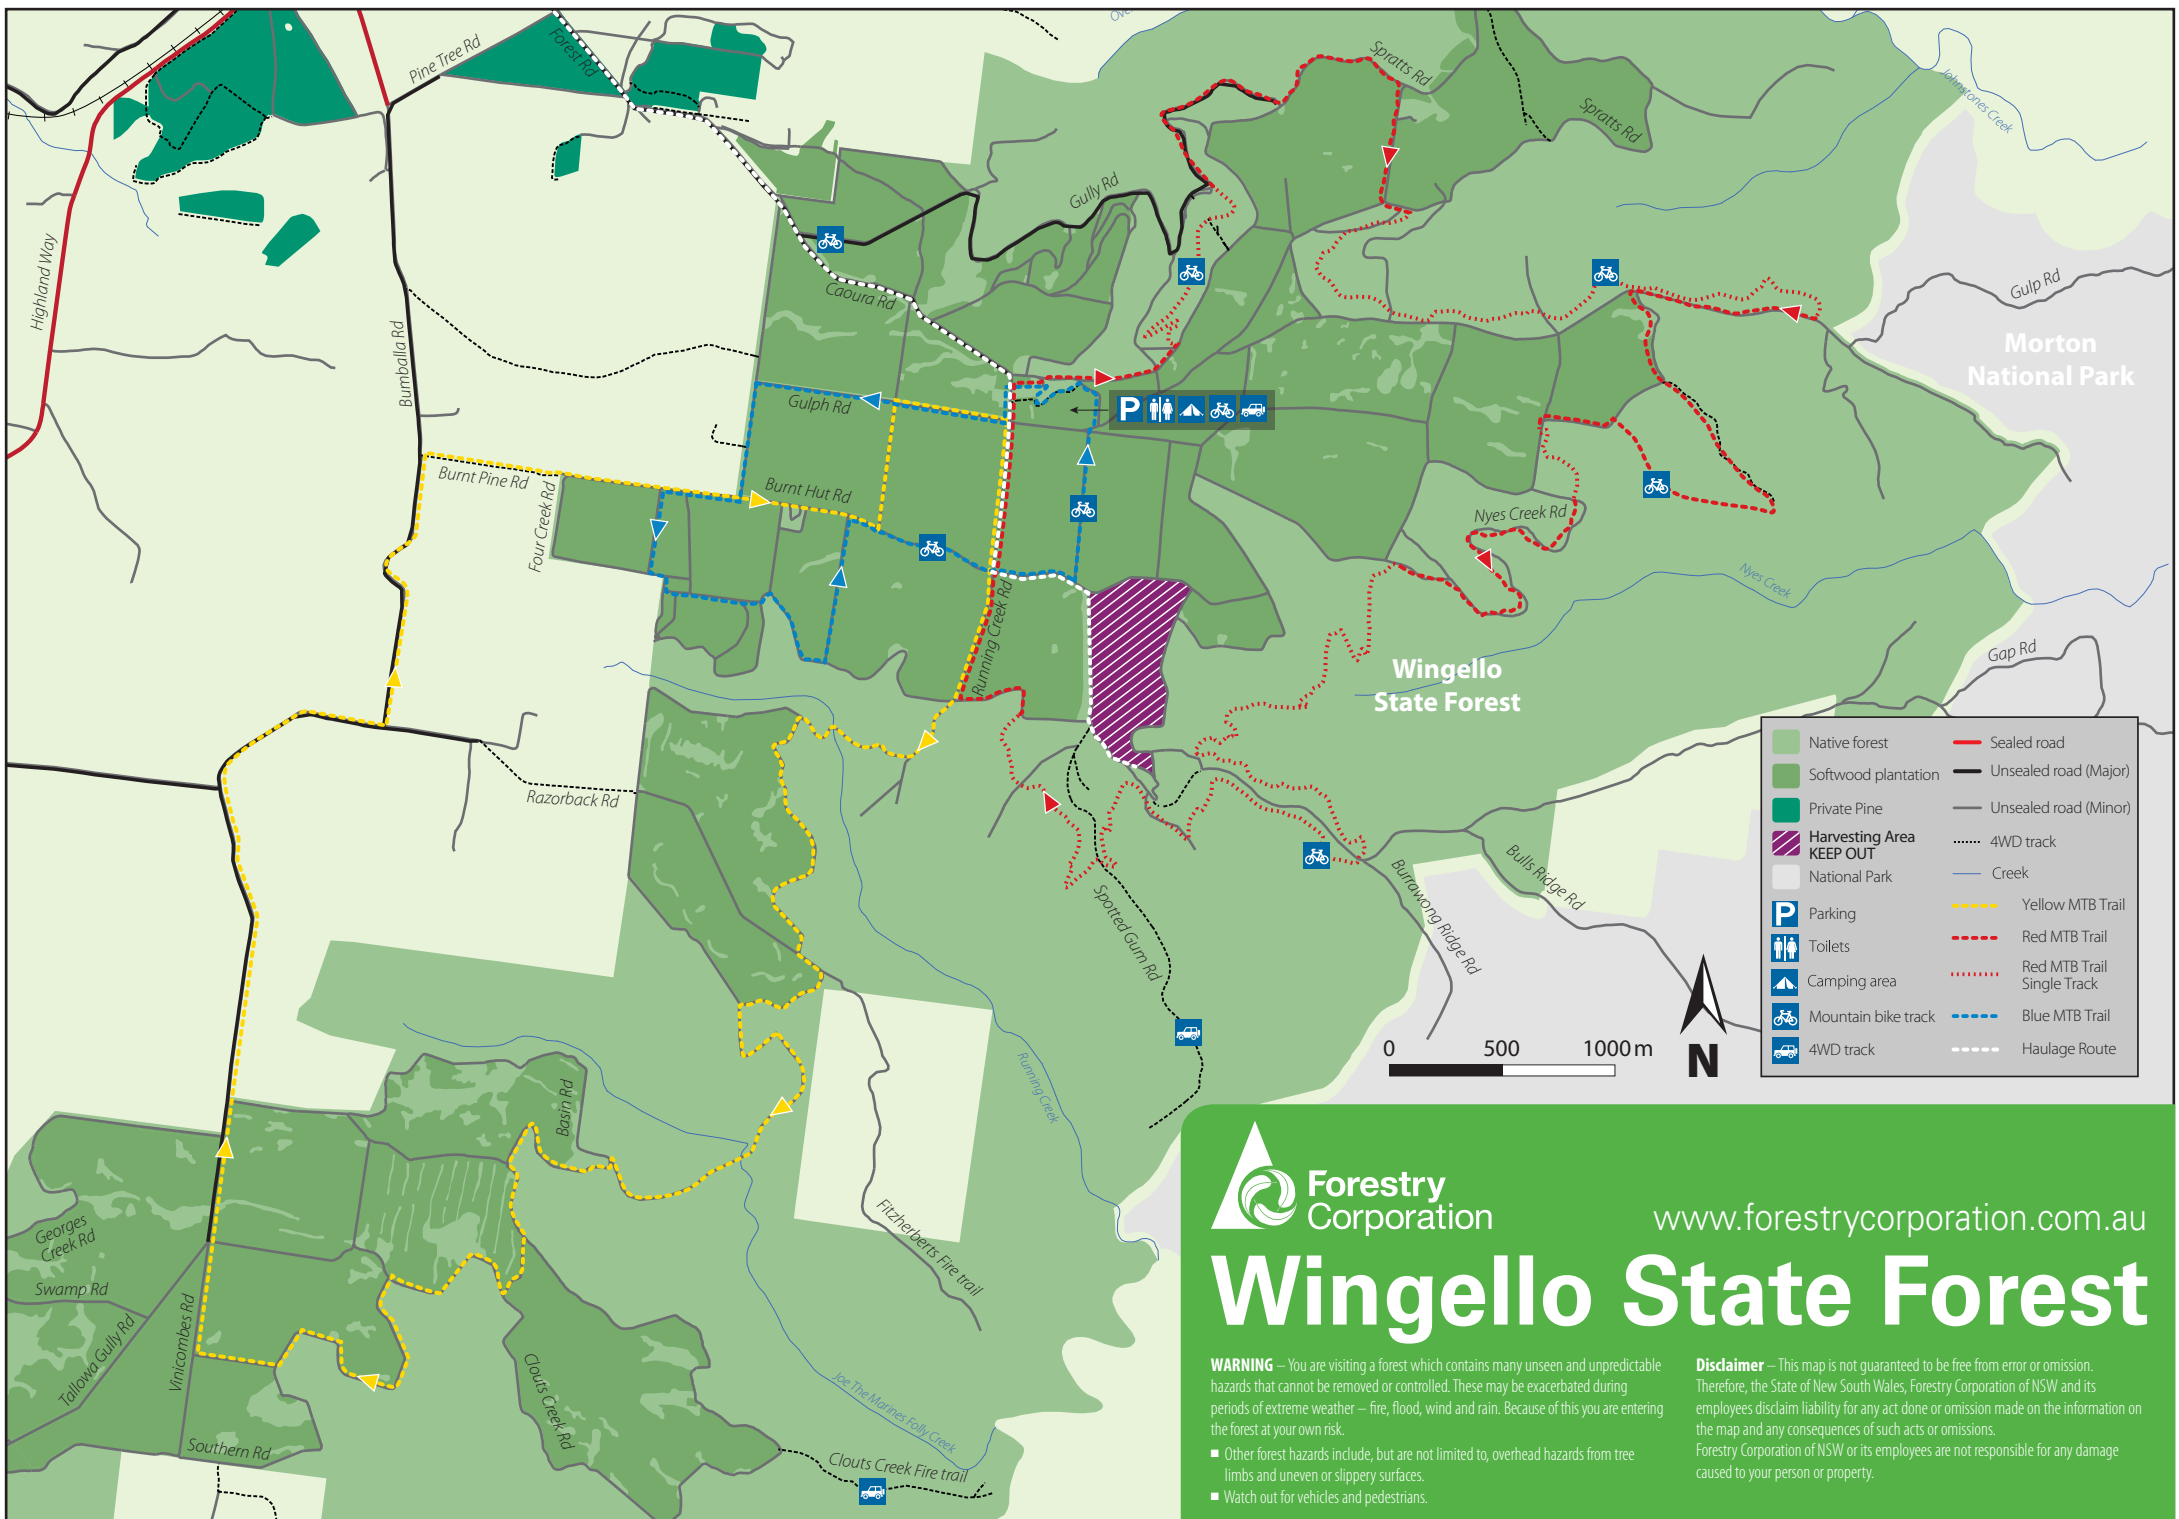 Pine Tree Rd
Forest Rd
Spratts Rd
Spratts Rd
Johnstones Creek
Gully Rd
Highland Way
Bumballa Rd
Caoura Rd
Gulp Rd
Morton
National Park
Gulph Rd
P
Burnt Pine Rd
Burnt Hut Rd
Four Creek Rd
Nyes Creek Rd
Nyes Creek
Running Creek Rd
Gap Rd
Wingello
State Forest
Razorback Rd
Spotted Gum Rd
Burrawong Ridge Rd
Bulls Ridge Rd
Running Creek
Basin Rd
Fitzherberts Fire trail
Georges
Creek Rd
Swamp Rd
Tallowa Gully Rd
Vinicombes Rd
Clouts Creek Rd
Joe The Marines Folly Creek
Southern Rd
Clouts Creek Fire trail
0 500 1000 m
N
Native forest
Softwood plantation
Private Pine
Harvesting Area
KEEP OUT
National Park
P Parking
Toilets
Camping area
Mountain bike track
4WD track
Sealed road
Unsealed road (Major)
Unsealed road (Minor)
4WD track
Creek
Yellow MTB Trail
Red MTB Trail
Red MTB Trail
Single Track
Blue MTB Trail
Haulage Route
Forestry
Corporation
www.forestrycorporation.com.au
Wingello State Forest
WARNING – You are visiting a forest which contains many unseen and unpredictable
hazards that cannot be removed or controlled. These may be exacerbated during
periods of extreme weather – fire, flood, wind and rain. Because of this you are entering
the forest at your own risk.
■ Other forest hazards include, but are not limited to, overhead hazards from tree
limbs and uneven or slippery surfaces.
■ Watch out for vehicles and pedestrians.
Disclaimer – This map is not guaranteed to be free from error or omission.
Therefore, the State of New South Wales, Forestry Corporation of NSW and its
employees disclaim liability for any act done or omission made on the information on
the map and any consequences of such acts or omissions.
Forestry Corporation of NSW or its employees are not responsible for any damage
caused to your person or property.